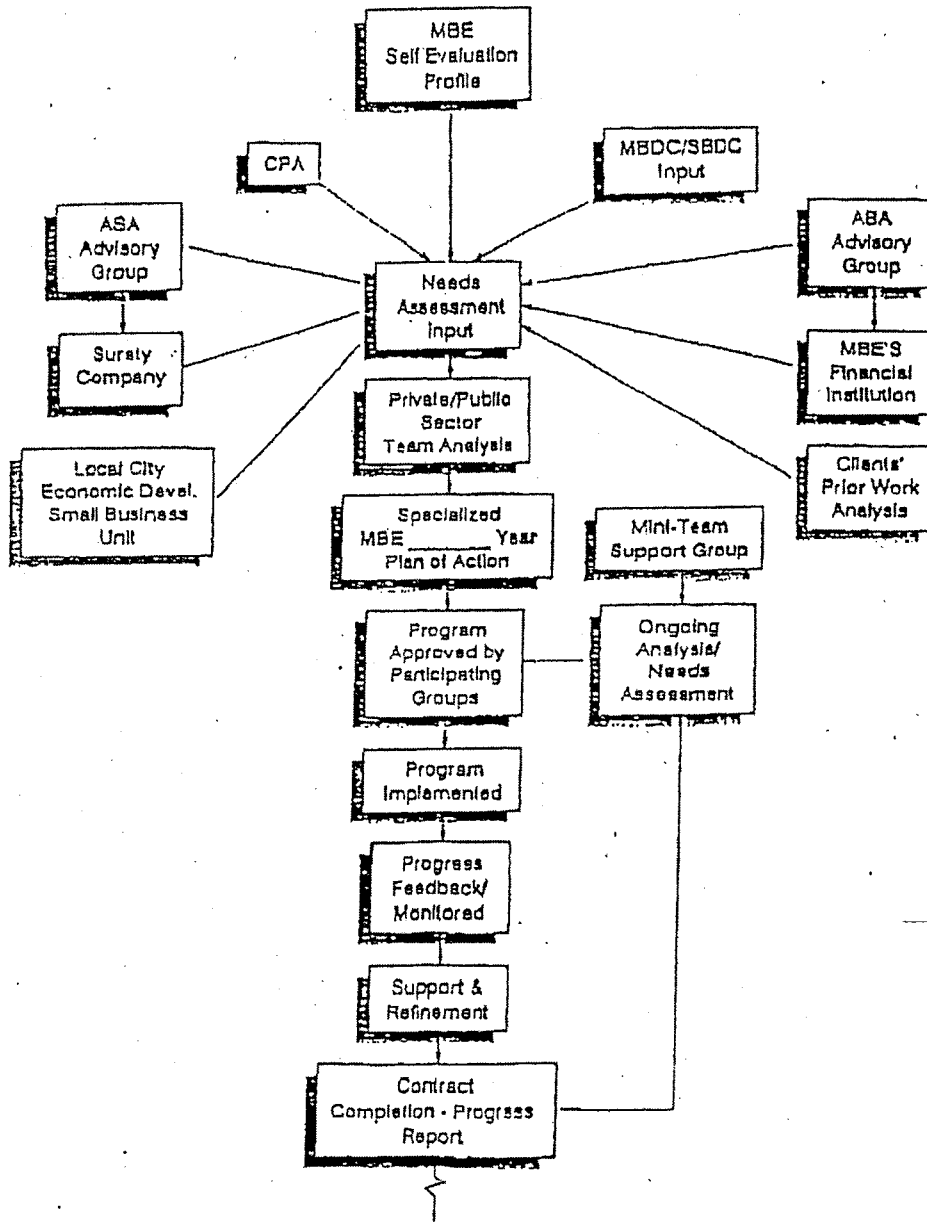 MBE
Self Evaluation
Profile
CPA
MBDC/SBDC
Input
ASA
Advisory
Group
Needs
Assessment
Input
ABA
Advisory
Group
Surety
Company
MBE'S
Financial
Institution
Private/Public
Sector
Team Analysis
Local City
Economic Devel.
Small Business
Unit
Clients'
Prior Work
Analysis
Specialized
MBE ________ Year
Plan of Action
Mini-Team
Support Group
Program
Approved by
Participating
Groups
Ongoing
Analysis/
Needs
Assessment
Program
Implemented
Progress
Feedback/
Monitored
Support &
Refinement
Contract
Completion - Progress
Report